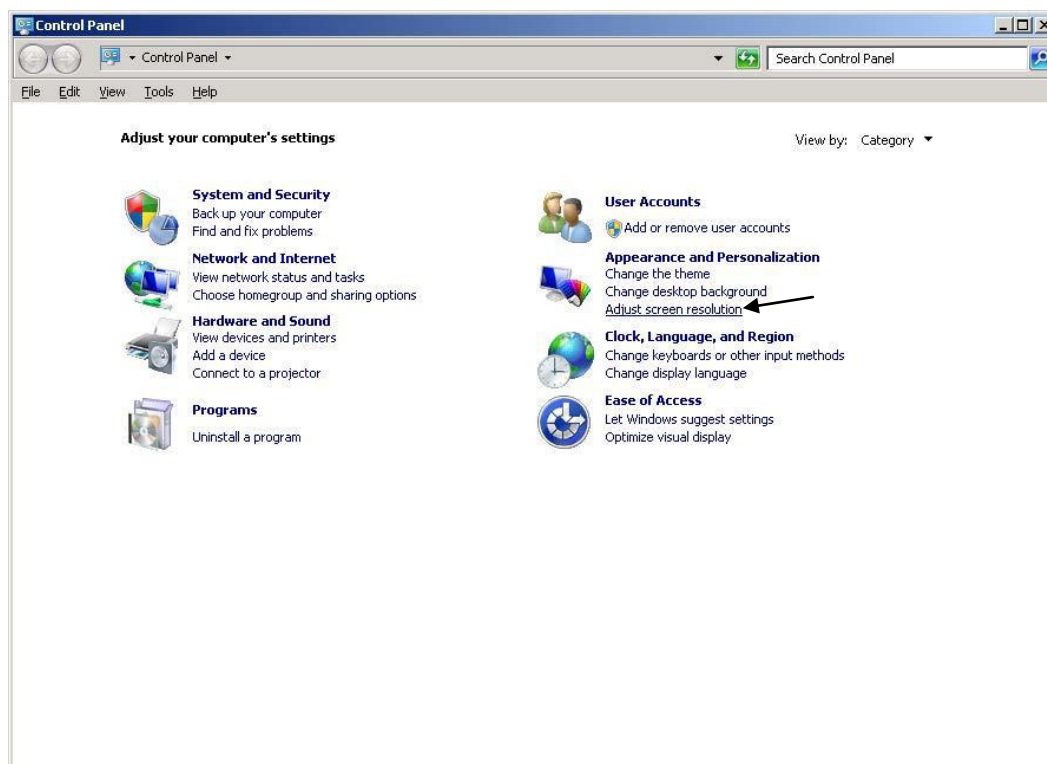 Control Panel
Control Panel
Search Control Panel
File Edit View Tools Help
Adjust your computer's settings
View by: Category
System and Security
Back up your computer
Find and fix problems
Network and Internet
View network status and tasks
Choose homegroup and sharing options
Hardware and Sound
View devices and printers
Add a device
Connect to a projector
Programs
Uninstall a program
User Accounts
Add or remove user accounts
Appearance and Personalization
Change the theme
Change desktop background
Adjust screen resolution
Clock, Language, and Region
Change keyboards or other input methods
Change display language
Ease of Access
Let Windows suggest settings
Optimize visual display